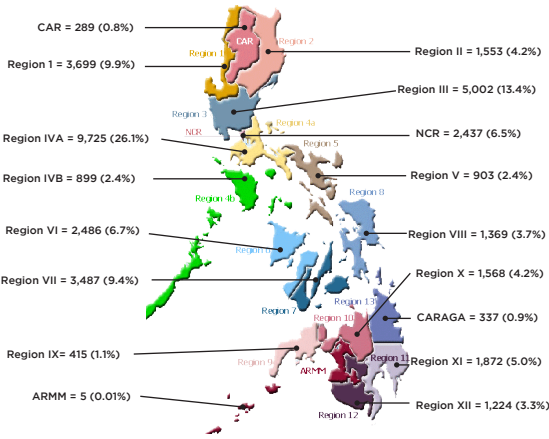 CAR = 289 (0.8%)
CAR
Region 2
Region 1
Region II = 1,553 (4.2%)
Region 1 = 3,699 (9.9%)
Region III = 5,002 (13.4%)
Region 3
Region 4a
NCR
NCR = 2,437 (6.5%)
Region IVA = 9,725 (26.1%)
Region 5
Region IVB = 899 (2.4%)
Region V = 903 (2.4%)
Region 4b
Region 8
Region VI = 2,486 (6.7%)
Region VIII = 1,369 (3.7%)
Region 6
Region X = 1,568 (4.2%)
Region VII = 3,487 (9.4%)
Region 13
Region 7
Region 10
CARAGA = 337 (0.9%)
Region IX= 415 (1.1%)
Region 9
Region 11
Region XI = 1,872 (5.0%)
ARMM
ARMM = 5 (0.01%)
Region XII = 1,224 (3.3%)
Region 12